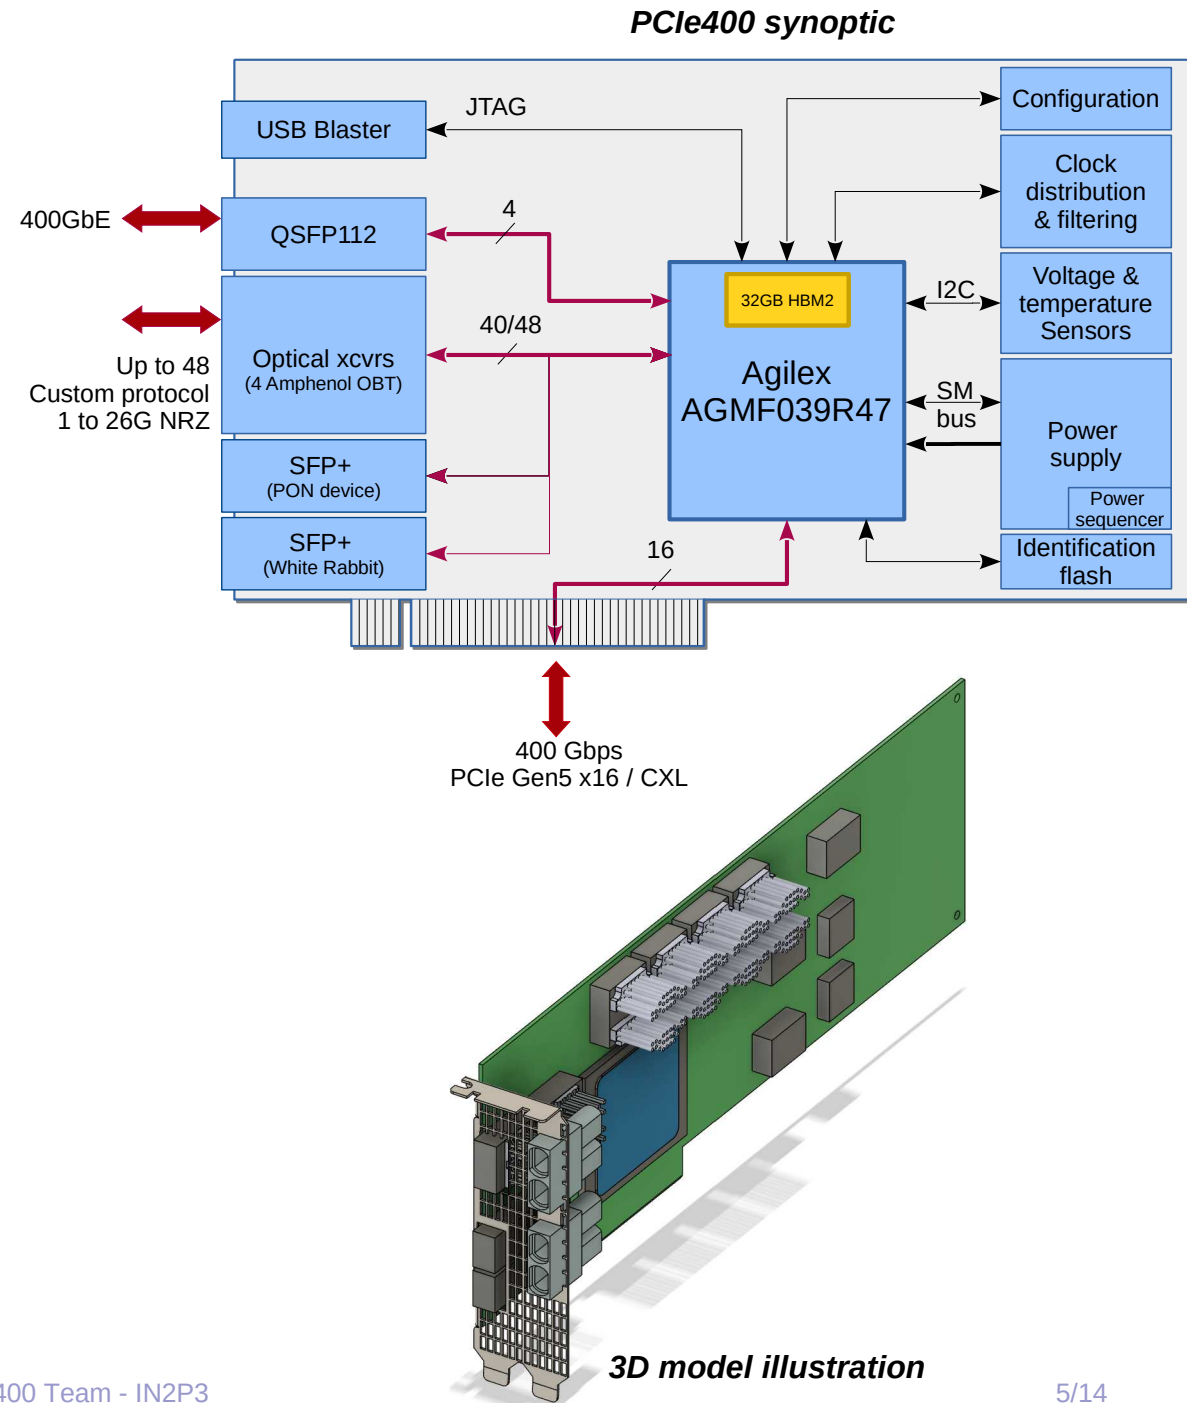 PCIe400 synoptic
USB Blaster
JTAG
Configuration
Clock
distribution
& filtering
400GbE
QSFP112
4
32GB HBM2
I2C
Voltage &
temperature
Sensors
Up to 48
Custom protocol
1 to 26G NRZ
Optical xcvrs
(4 Amphenol OBT)
40/48
Agilex
AGMF039R47
SM
bus
Power
supply
Power
sequencer
SFP+
(PON device)
SFP+
(White Rabbit)
16
Identification
flash
400 Gbps
PCIe Gen5 x16 / CXL
3D model illustration
400 Team - IN2P3
5/14